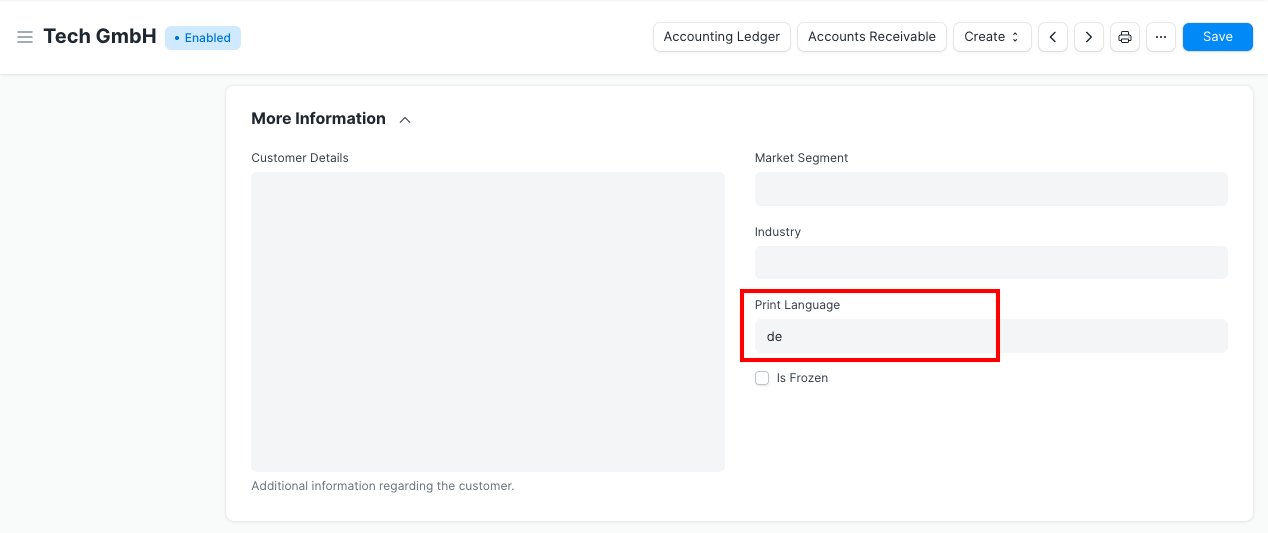 Tech GmbH
Enabled
Accounting Ledger
Accounts Receivable
Create
Save
More Information
Customer Details
Additional information regarding the customer.
Market Segment
Industry
Print Language
de
Is Frozen